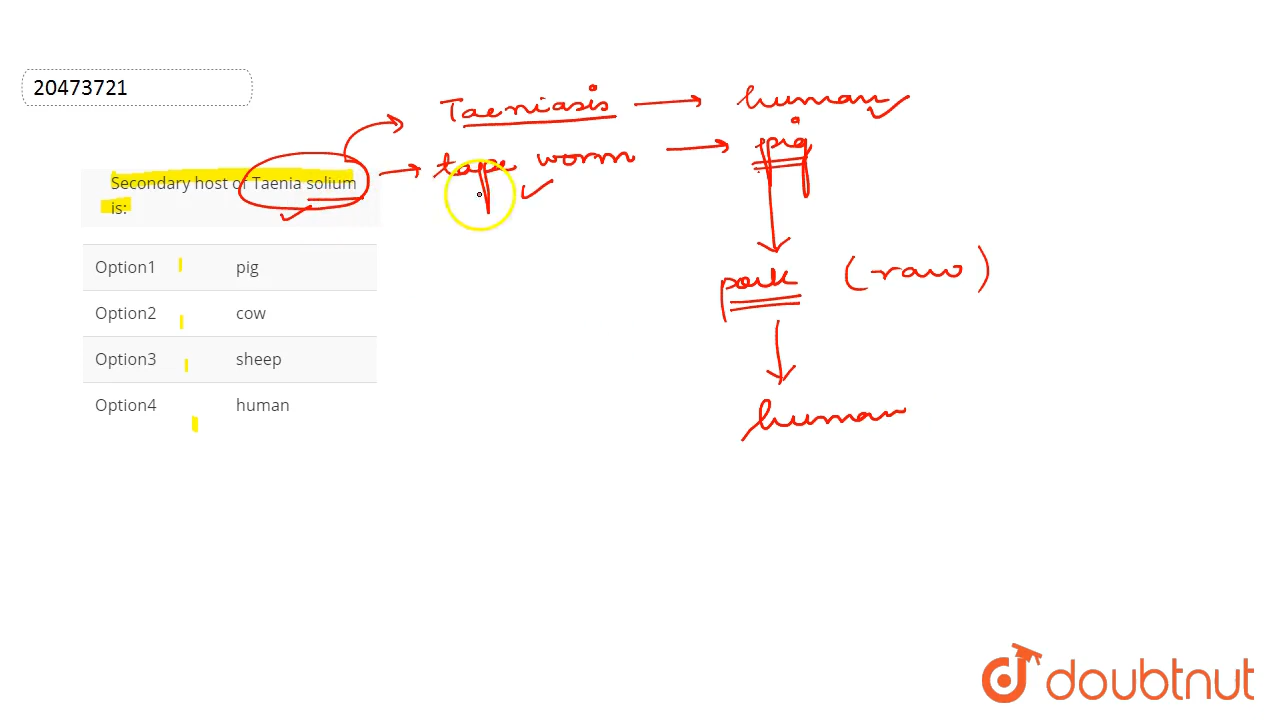 20473721
Taeniasis → human ✓
tape worm → pig
✓
Secondary host of Taenia solium
is:
Option1 pig
pork (raw)
Option2 cow
Option3 sheep
Option4 human
human
doubtnut